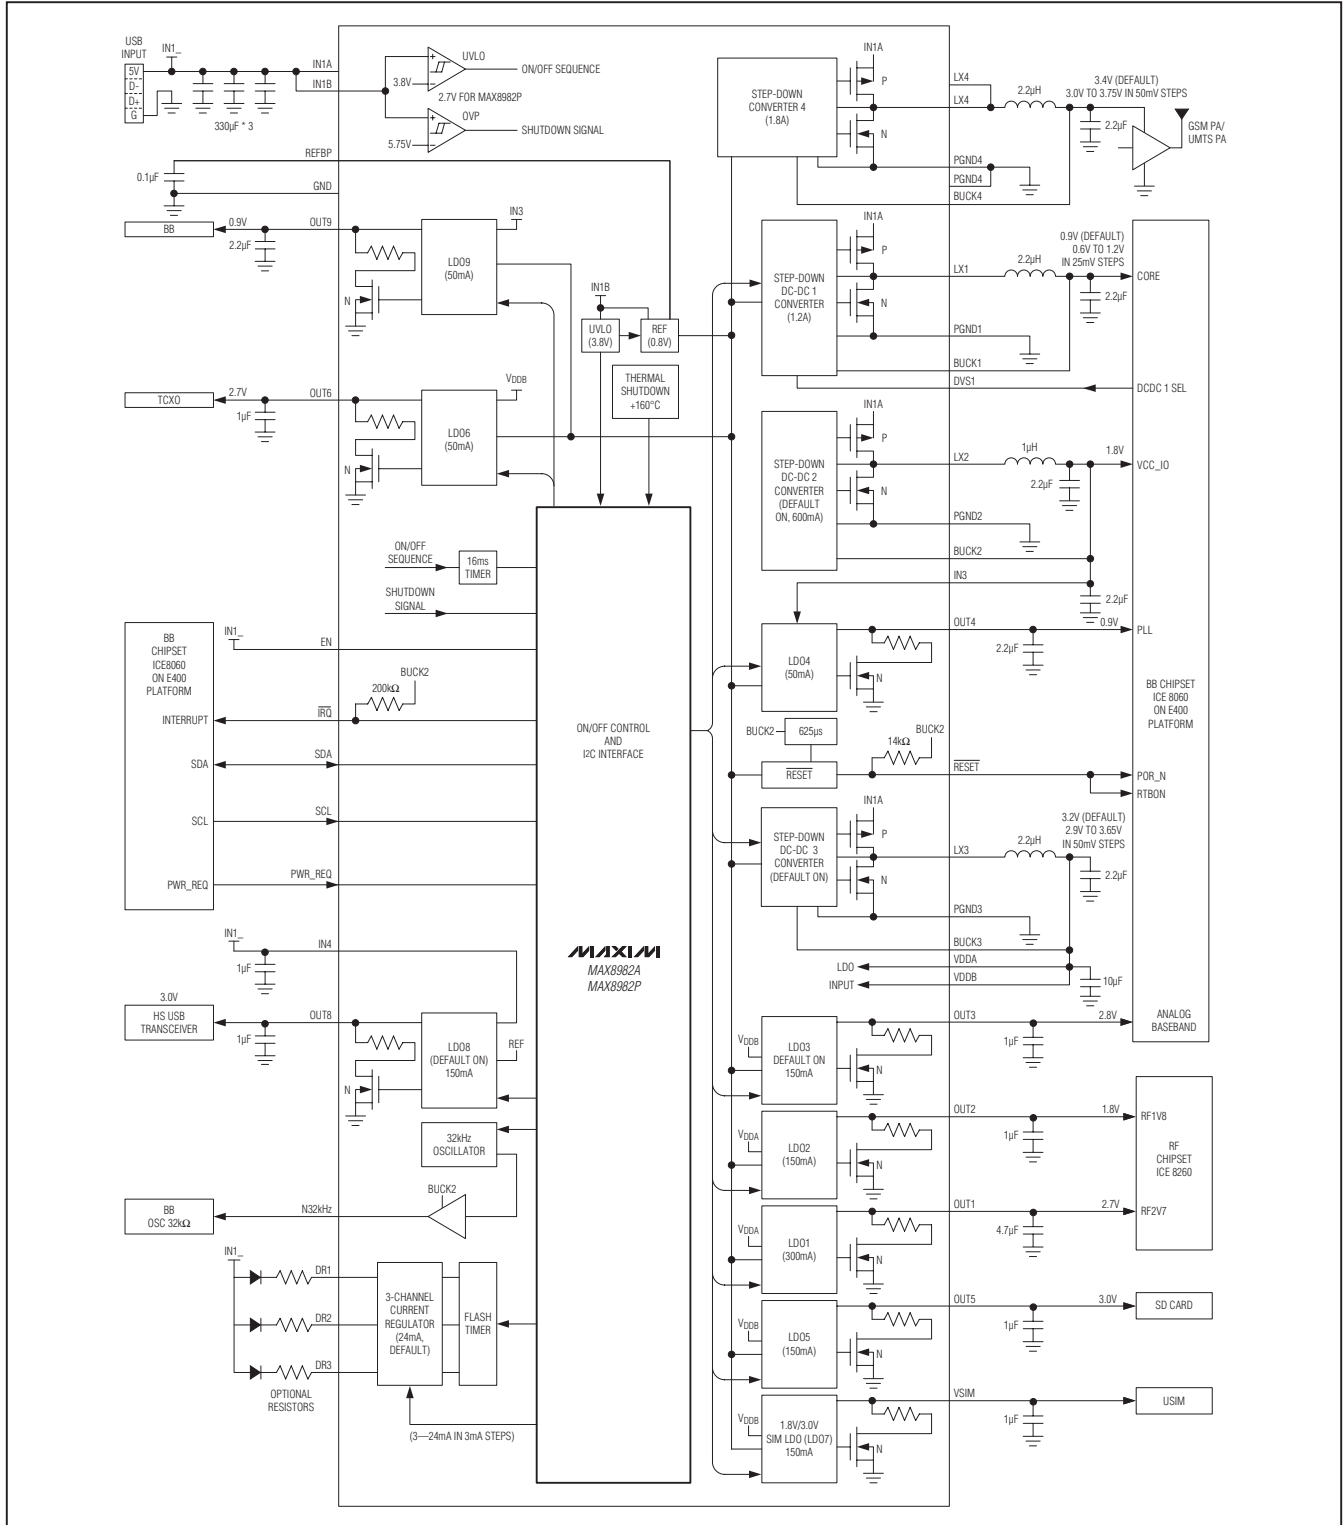 USB
INPUT
IN1_
5V
D-
D+
G
330µF * 3
IN1A
IN1B
UVLO
3.8V
ON/OFF SEQUENCE
2.7V FOR MAX8982P
OVP
5.75V
SHUTDOWN SIGNAL
REFBP
0.1µF
GND
BB
0.9V
2.2µF
OUT9
N
LDO9
(50mA)
IN3
IN1B
UVLO
(3.8V)
REF
(0.8V)
THERMAL
SHUTDOWN
+160°C
TCXO
2.7V
1µF
OUT6
N
LDO6
(50mA)
VDDB
ON/OFF
SEQUENCE
16ms
TIMER
SHUTDOWN
SIGNAL
BB
CHIPSET
ICE8060
ON E400
PLATFORM
INTERRUPT
SDA
SCL
PWR_REQ
IN1_
EN
BUCK2
200kΩ
IRQ
SDA
SCL
PWR_REQ
ON/OFF CONTROL
AND
I2C INTERFACE
MAXIM
MAX8982A
MAX8982P
IN1_
IN4
1µF
3.0V
HS USB
TRANSCEIVER
OUT8
1µF
N
LDO8
(DEFAULT ON)
150mA
REF
32kHz
OSCILLATOR
BUCK2
BB
OSC 32kΩ
N32kHz
IN1_
DR1
DR2
DR3
OPTIONAL
RESISTORS
3-CHANNEL
CURRENT
REGULATOR
(24mA,
DEFAULT)
FLASH
TIMER
(3—24mA IN 3mA STEPS)
STEP-DOWN
CONVERTER 4
(1.8A)
IN1A
P
N
LX4
LX4
2.2µH
3.4V (DEFAULT)
3.0V TO 3.75V IN 50mV STEPS
2.2µF
GSM PA/
UMTS PA
PGND4
PGND4
BUCK4
STEP-DOWN
DC-DC 1
CONVERTER
(1.2A)
IN1A
P
N
LX1
2.2µH
0.9V (DEFAULT)
0.6V TO 1.2V
IN 25mV STEPS
2.2µF
CORE
PGND1
BUCK1
DVS1
DCDC 1 SEL
STEP-DOWN
DC-DC 2
CONVERTER
(DEFAULT
ON, 600mA)
IN1A
P
N
LX2
1µH
1.8V
2.2µF
VCC_IO
PGND2
BUCK2
IN3
2.2µF
LDO4
(50mA)
N
OUT4
2.2µF
0.9V
PLL
BB CHIPSET
ICE 8060
ON E400
PLATFORM
BUCK2
625µs
RESET
14kΩ
BUCK2
RESET
POR_N
RTBON
STEP-DOWN
DC-DC 3
CONVERTER
(DEFAULT ON)
IN1A
P
N
LX3
2.2µH
3.2V (DEFAULT)
2.9V TO 3.65V
IN 50mV STEPS
2.2µF
PGND3
BUCK3
LDO
VDDA
INPUT
VDDB
10µF
ANALOG
BASEBAND
VDDB
LDO3
DEFAULT ON
150mA
N
OUT3
1µF
2.8V
VDDA
LDO2
(150mA)
N
OUT2
1µF
1.8V
RF1V8
RF
CHIPSET
ICE 8260
VDDA
LDO1
(300mA)
N
OUT1
4.7µF
2.7V
RF2V7
VDDB
LDO5
(150mA)
N
OUT5
1µF
3.0V
SD CARD
VDDB
1.8V/3.0V
SIM LDO (LDO7)
150mA
N
VSIM
1µF
USIM